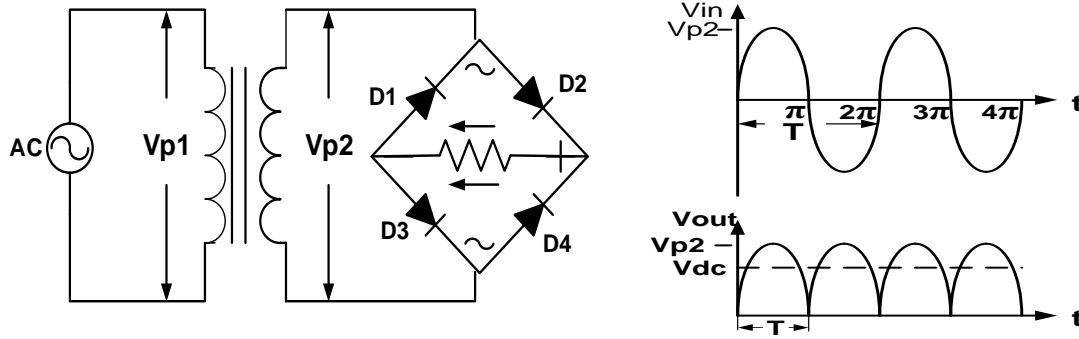 AC
Vp1
Vp2
D1
D2
D3
D4
~
~
+
Vin
Vp2
π
2π
3π
4π
t
T
Vout
Vp2
Vdc
T
t